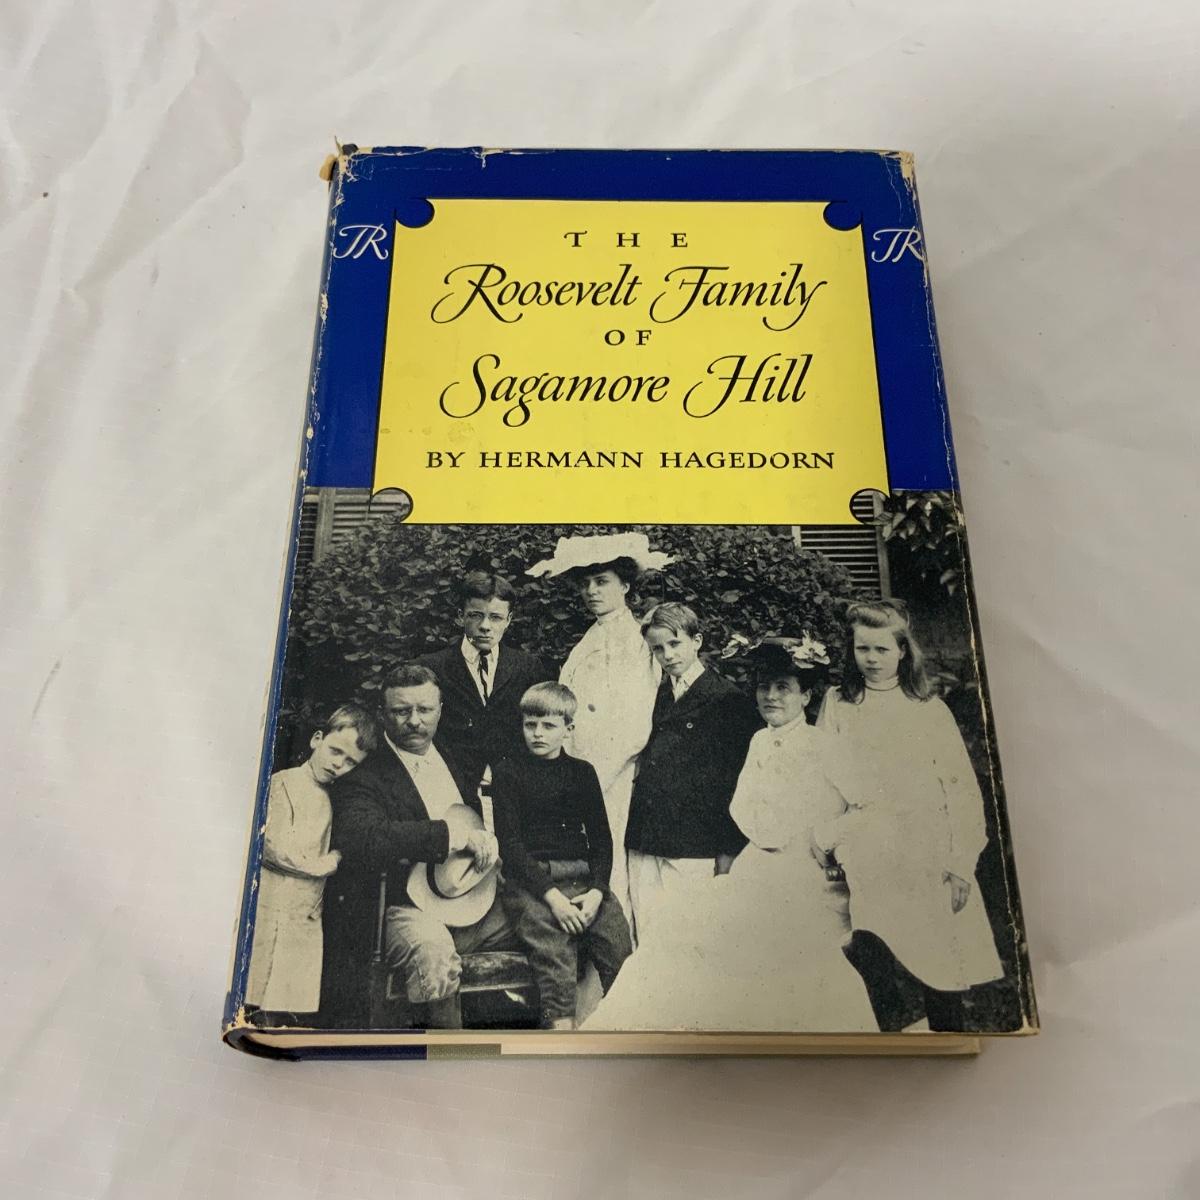 TR
TR
THE
Roosevelt Family
OF
Sagamore Hill
BY HERMANN HAGEDORN